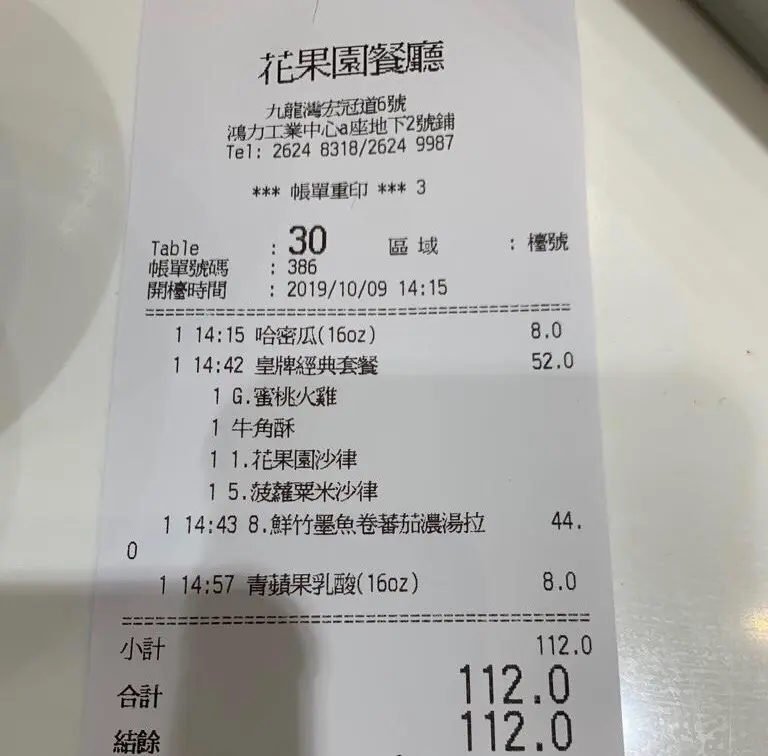 花果園餐廳
九龍灣宏冠道6號
鴻力工業中心a座地下2號鋪
Tel: 2624 8318/2624 9987
*** 帳單重印 *** 3
Table : 30 區域 : 檯號
帳單號碼 : 386
開檯時間 : 2019/10/09 14:15
1 14:15 哈密瓜(16oz) 8.0
1 14:42 皇牌經典套餐 52.0
1 G.蜜桃火雞
1 牛角酥
1 1.花果園沙律
1 5.菠蘿粟米沙律
1 14:43 8.鮮竹墨魚卷蕃茄濃湯拉 44.
0
1 14:57 青蘋果乳酸(16oz) 8.0
小計 112.0
合計 112.0
結餘 112.0